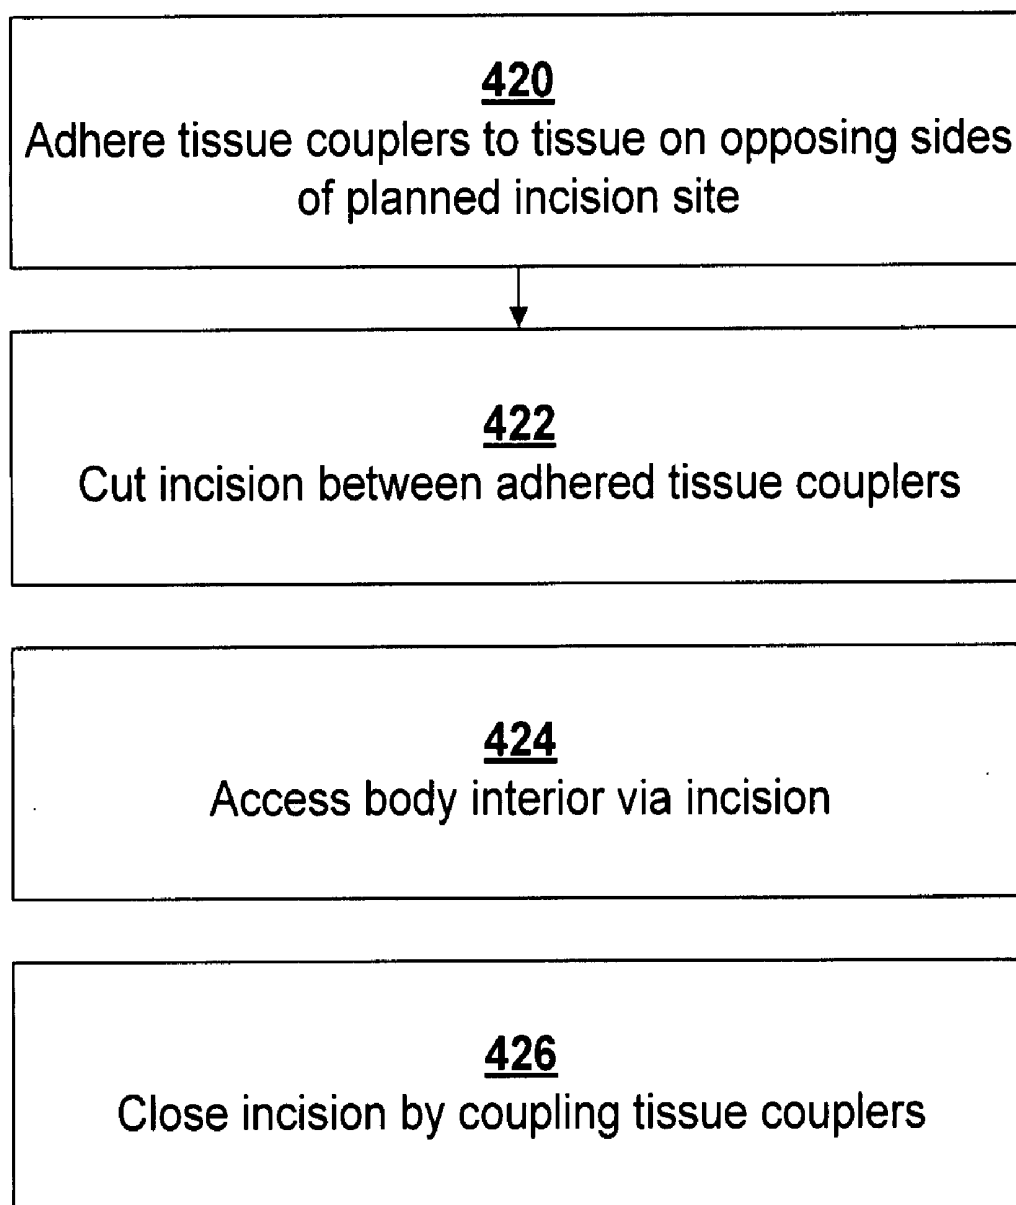 420
Adhere tissue couplers to tissue on opposing sides
of planned incision site
422
Cut incision between adhered tissue couplers
424
Access body interior via incision
426
Close incision by coupling tissue couplers